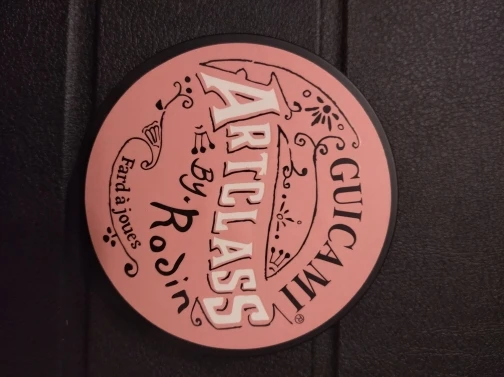 GUICAMI®
ARTCLASS
By. Rodin
Fard à joues